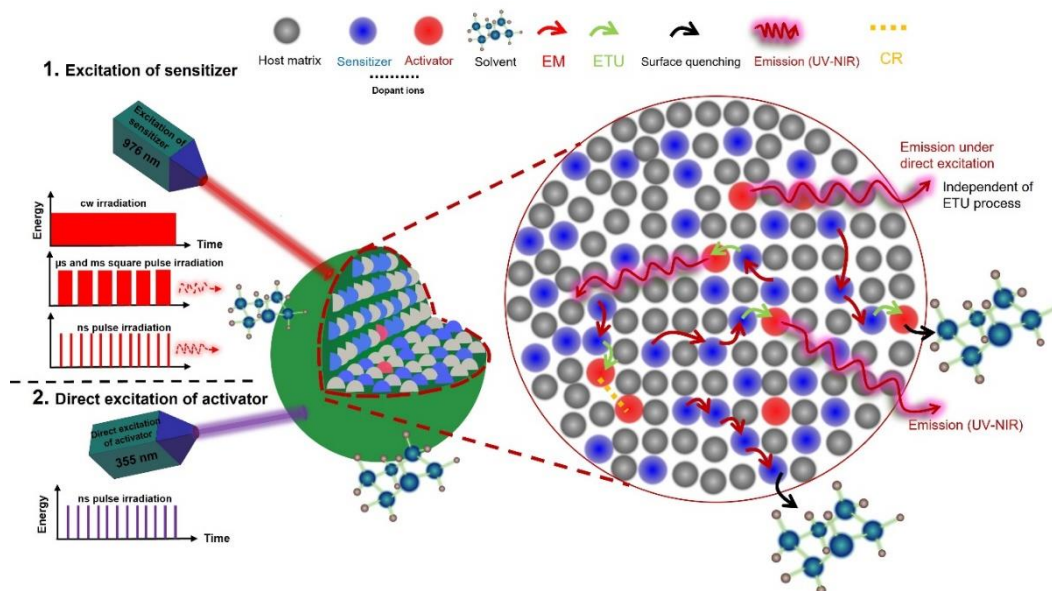 Host matrix
Sensitizer
Activator
Solvent
EM
ETU
Surface quenching
Emission (UV-NIR)
CR
Dopant ions
1. Excitation of sensitizer
Excitation of
sensitizer
976 nm
cw irradiation
Energy
Time
µs and ms square pulse irradiation
Energy
ns pulse irradiation
Energy
2. Direct excitation of activator
Direct excitation
of activator
355 nm
ns pulse irradiation
Energy
Time
Emission under
direct excitation
Independent of
ETU process
Emission (UV-NIR)